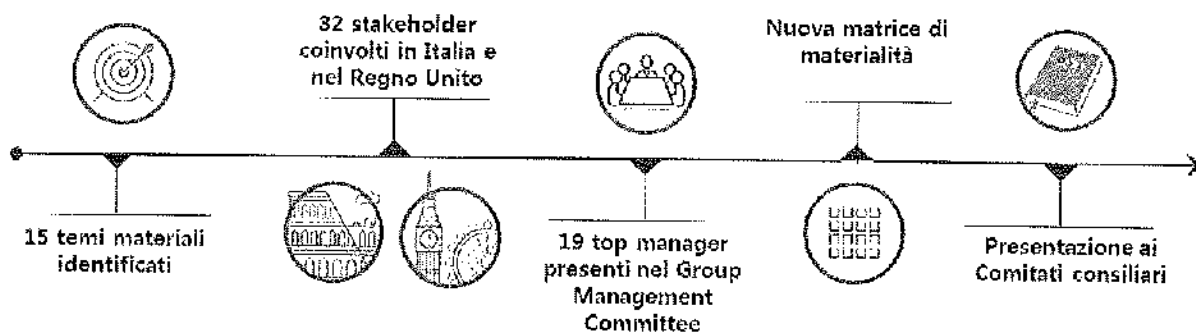 15 temi materiali
identificati
32 stakeholder
coinvolti in Italia e
nel Regno Unito
19 top manager
presenti nel Group
Management
Committee
Nuova matrice di
materialità
Presentazione ai
Comitati consiliari